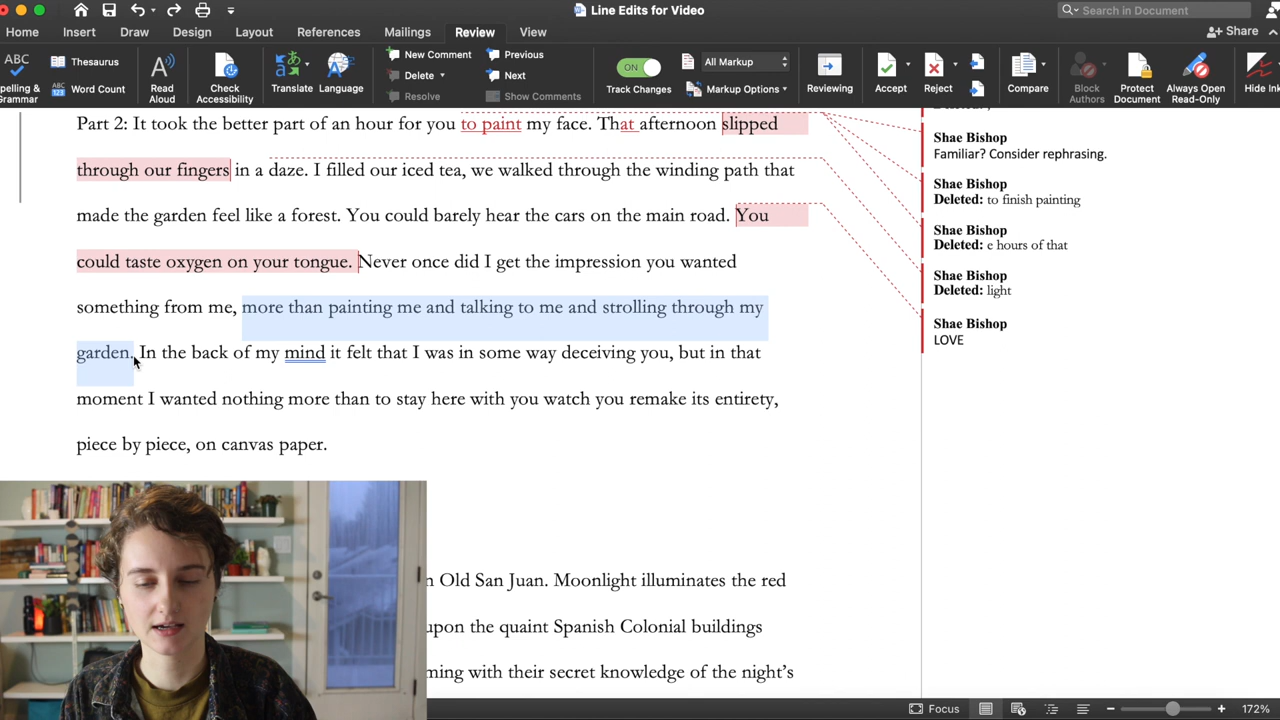 Line Edits for Video
Search in Document
Home Insert Draw Design Layout References Mailings Review View Share
ABC Thesaurus New Comment Previous ON All Markup
ABC Word Count Delete Next Markup Options
Resolve Show Comments
Grammar Read Aloud Check Accessibility Translate Language Track Changes Reviewing Accept Reject Compare Block Authors Protect Document Always Open Read-Only Hide
Part 2: It took the better part of an hour for you to paint my face. That afternoon slipped
through our fingers in a daze. I filled our iced tea, we walked through the winding path that
made the garden feel like a forest. You could barely hear the cars on the main road. You
could taste oxygen on your tongue. Never once did I get the impression you wanted
something from me, more than painting me and talking to me and strolling through my
garden. In the back of my mind it felt that I was in some way deceiving you, but in that
moment I wanted nothing more than to stay here with you watch you remake its entirety,
piece by piece, on canvas paper.
Old San Juan. Moonlight illuminates the red
upon the quaint Spanish Colonial buildings
with their secret knowledge of the night's
Shae Bishop
Familiar? Consider rephrasing.
Shae Bishop
Deleted: to finish painting
Shae Bishop
Deleted: e hours of that
Shae Bishop
Deleted: light
Shae Bishop
LOVE
Focus 172%